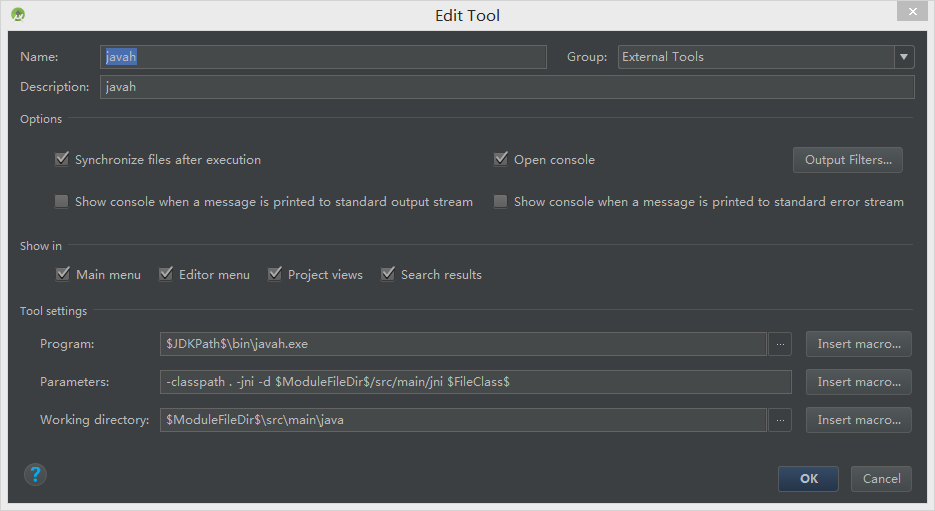 Edit Tool
Name: javah Group: External Tools
Description: javah
Options
Synchronize files after execution Open console Output Filters...
Show console when a message is printed to standard output stream Show console when a message is printed to standard error stream
Show in
Main menu Editor menu Project views Search results
Tool settings
Program: $JDKPath$\bin\javah.exe ... Insert macro...
Parameters: -classpath . -jni -d $ModuleFileDir$/src/main/jni $FileClass$ Insert macro...
Working directory: $ModuleFileDir$\src\main\java ... Insert macro...
? OK Cancel